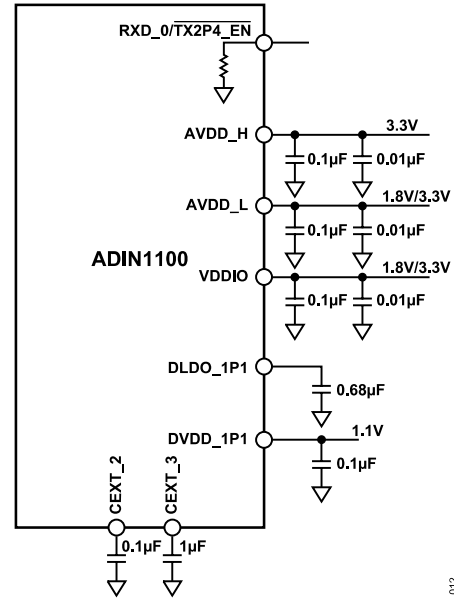 RXD_0/TX2P4_EN
AVDD_H
3.3V
0.1µF
0.01µF
AVDD_L
1.8V/3.3V
0.1µF
0.01µF
ADIN1100
VDDIO
1.8V/3.3V
0.1µF
0.01µF
DLDO_1P1
0.68µF
DVDD_1P1
1.1V
0.1µF
CEXT_2
CEXT_3
0.1µF
1µF
012